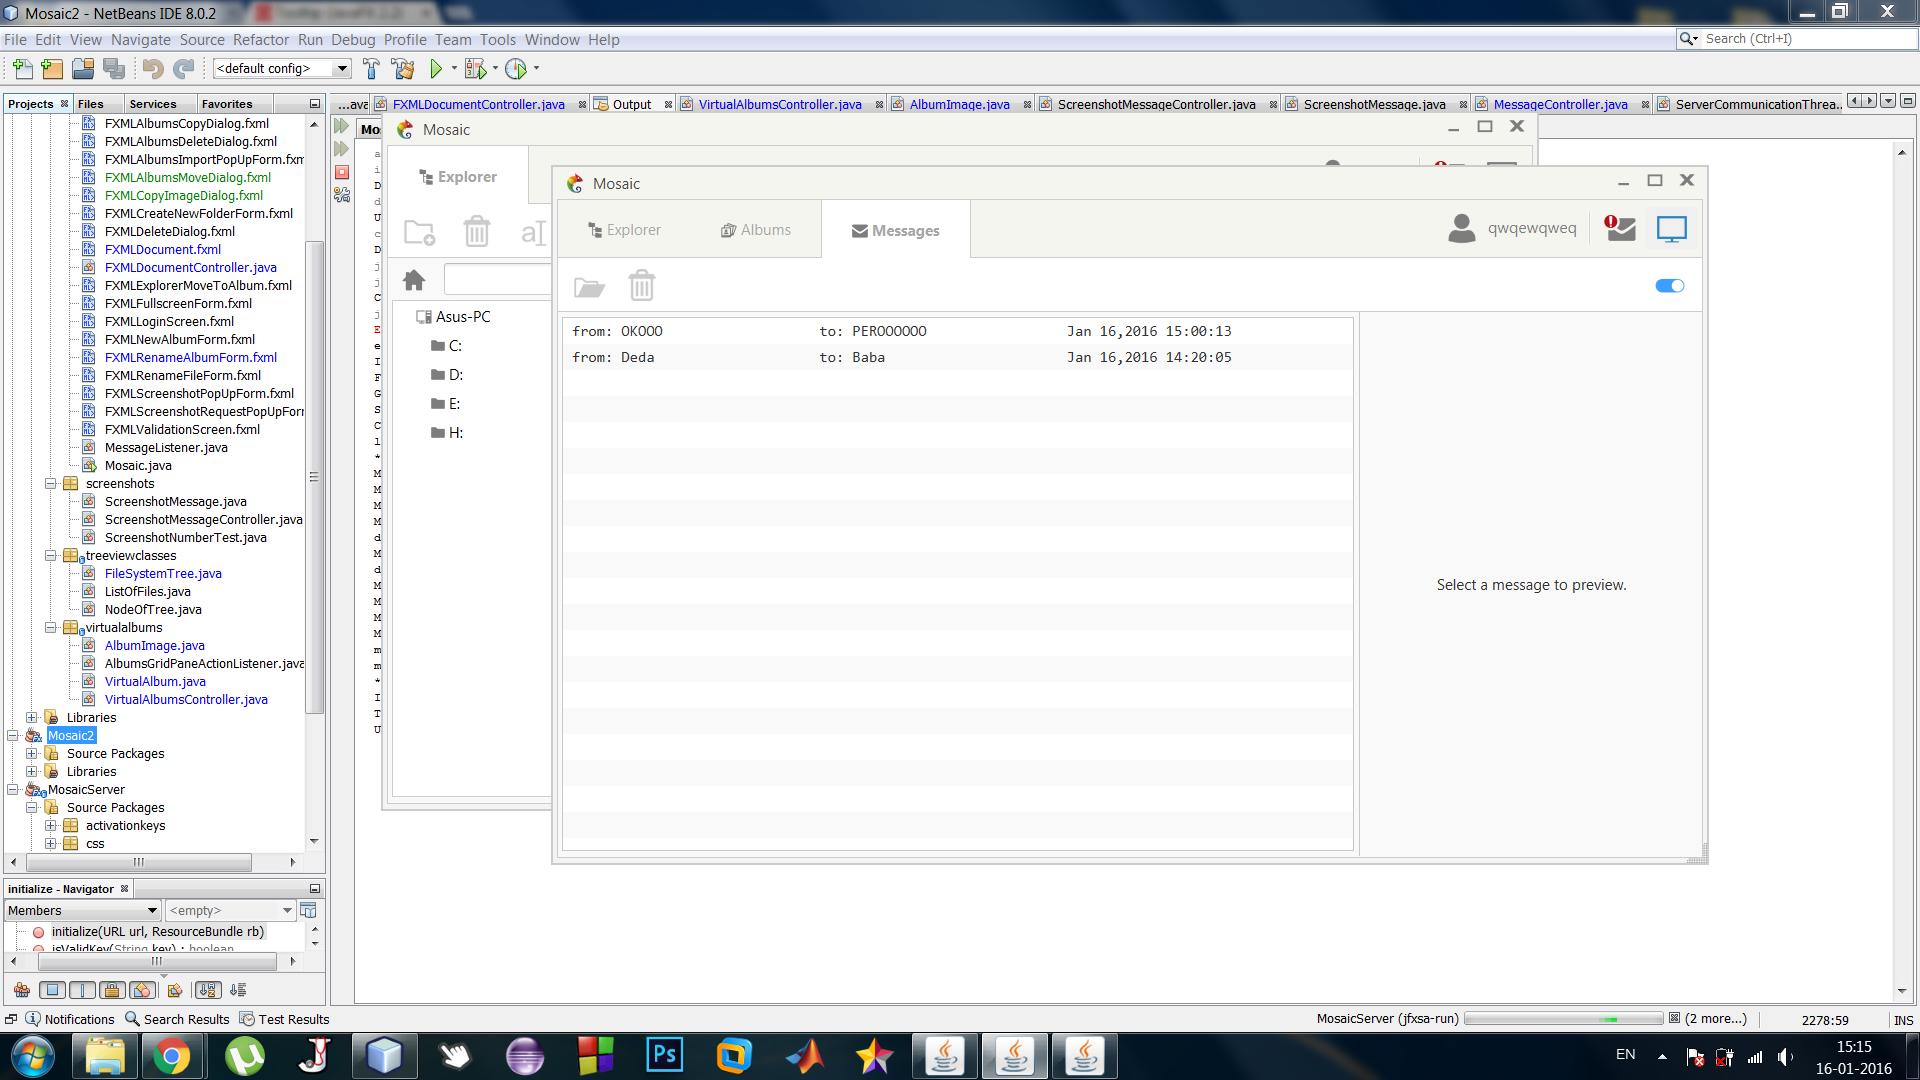 Mosaic2 - NetBeans IDE 8.0.2
File Edit View Navigate Source Refactor Run Debug Profile Team Tools Window Help
Search (Ctrl+I)
<default config>
Projects Files Services Favorites
...ava FXMLDocumentController.java Output VirtualAlbumsController.java AlbumImage.java ScreenshotMessageController.java ScreenshotMessage.java MessageController.java ServerCommunicationThrea...
FXMLAlbumsCopyDialog.fxml
FXMLAlbumsDeleteDialog.fxml
FXMLAlbumsImportPopUpForm.fxm
FXMLAlbumsMoveDialog.fxml
FXMLCopyImageDialog.fxml
FXMLCreateNewFolderForm.fxml
FXMLDeleteDialog.fxml
FXMLDocument.fxml
FXMLDocumentController.java
FXMLExplorerMoveToAlbum.fxml
FXMLFullscreenForm.fxml
FXMLLoginScreen.fxml
FXMLNewAlbumForm.fxml
FXMLRenameAlbumForm.fxml
FXMLRenameFileForm.fxml
FXMLScreenshotPopUpForm.fxml
FXMLScreenshotRequestPopUpForr
FXMLValidationScreen.fxml
MessageListener.java
Mosaic.java
screenshots
ScreenshotMessage.java
ScreenshotMessageController.java
ScreenshotNumberTest.java
treeviewclasses
FileSystemTree.java
ListOfFiles.java
NodeOfTree.java
virtualalbums
AlbumImage.java
AlbumsGridPaneActionListener.java
VirtualAlbum.java
VirtualAlbumsController.java
Libraries
Mosaic2
Source Packages
Libraries
MosaicServer
Source Packages
activationkeys
css
initialize - Navigator
Members <empty>
initialize(URL url, ResourceBundle rb)
isValidKey(String key) : boolean
Mos
Mosaic
Explorer
Asus-PC
C:
D:
E:
H:
Mosaic
Explorer Albums Messages
qwqewqweq
from: OKOOO to: PEROOOOOO Jan 16,2016 15:00:13
from: Deda to: Baba Jan 16,2016 14:20:05
Select a message to preview.
Notifications Search Results Test Results
MosaicServer (jfxsa-run) (2 more...) 2278:59 INS
Ps
EN
15:15
16-01-2016